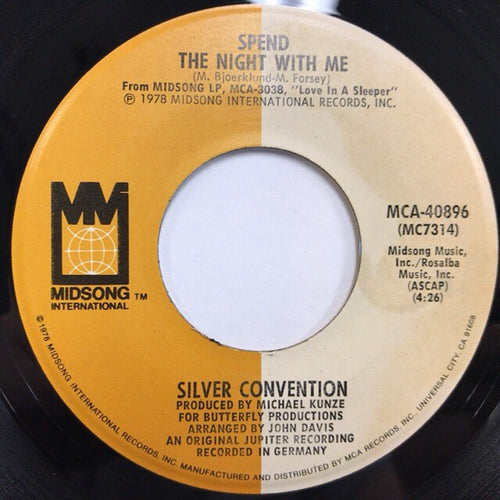 SPEND
THE NIGHT WITH ME
(M. Bjoerklund-M. Forsey)
From MIDSONG LP, MCA-3038, "Love In A Sleeper"
℗ 1978 MIDSONG INTERNATIONAL RECORDS, INC.
MMI
MIDSONG TM
INTERNATIONAL
MCA-40896
(MC7314)
Midsong Music,
Inc./Rosalba
Music, Inc.
(ASCAP)
(4:26)
SILVER CONVENTION
PRODUCED BY MICHAEL KUNZE
FOR BUTTERFLY PRODUCTIONS
ARRANGED BY JOHN DAVIS
AN ORIGINAL JUPITER RECORDING
RECORDED IN GERMANY
©1978 MIDSONG INTERNATIONAL RECORDS, INC. MANUFACTURED AND DISTRIBUTED BY MCA RECORDS, INC., UNIVERSAL CITY, CA 91608